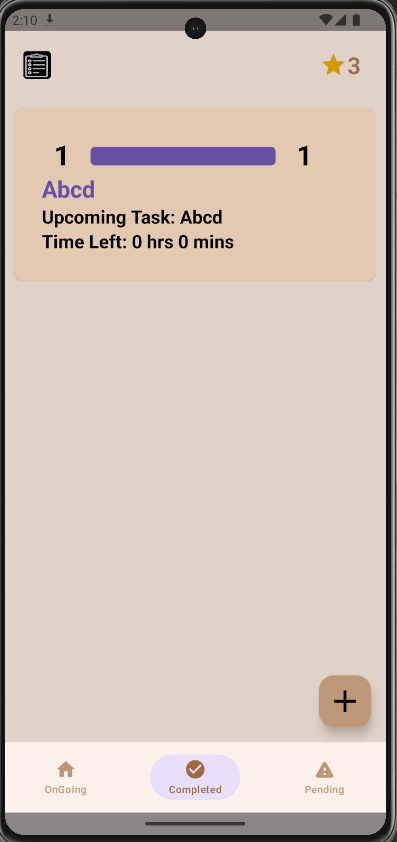 2:10
3
1 1
Abcd
Upcoming Task: Abcd
Time Left: 0 hrs 0 mins
OnGoing Completed Pending